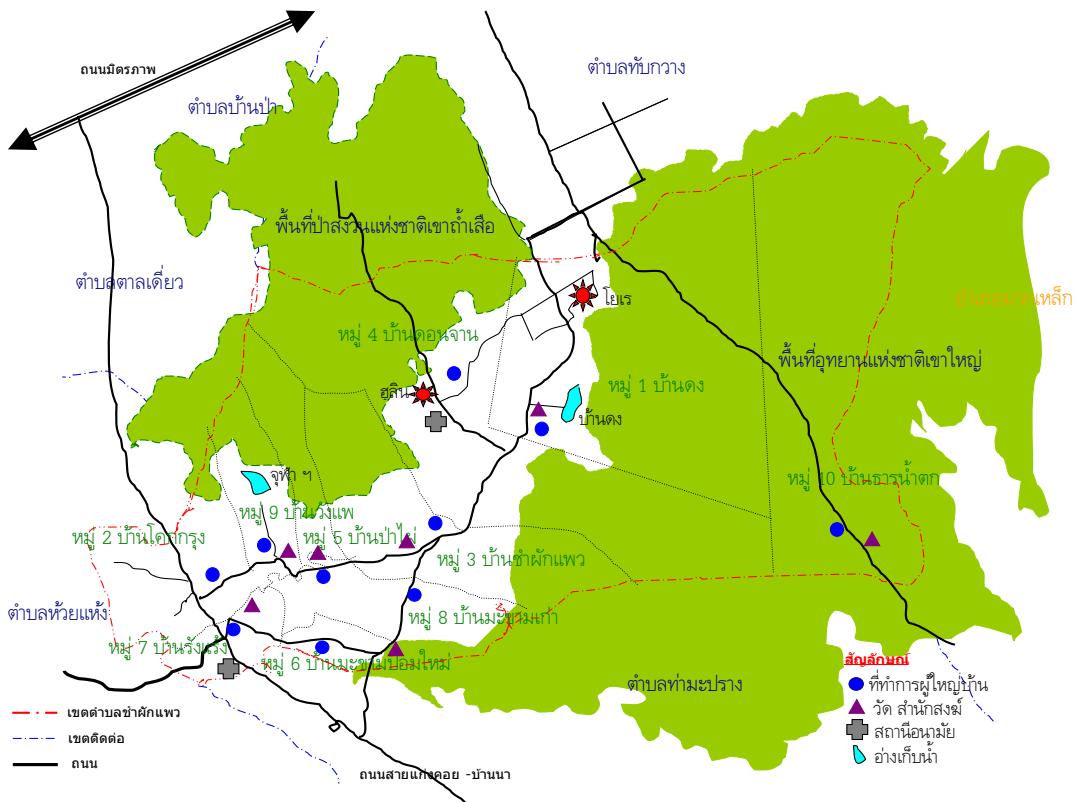 ถนนมิตรภาพ
ตำบลทับกวาง
ตำบลบ้านป่า
พื้นที่ป่าสงวนแห่งชาติเขาถ้ำเสือ
ตำบลตาลเดี่ยว
โยเร
หมู่ 4 บ้านดอนจาน
พื้นที่อุทยานแห่งชาติเขาใหญ่
หมู่ 1 บ้านดง
ฮลิน
บ้านดง
จุฬา ฯ
หมู่ 10 บ้านธารน้ำตก
หมู่ 9 บ้านวังแพ
หมู่ 2 บ้านโคกกรุง
หมู่ 5 บ้านป่าไผ่
หมู่ 3 บ้านชำผักแพว
ตำบลห้วยแห้ง
หมู่ 8 บ้านมะขามเก่า
หมู่ 7 บ้านรังแร้ง
หมู่ 6 บ้านมะขามป้อมใหม่
ตำบลท่ามะปราง
สัญลักษณ์
ที่ทำการผู้ใหญ่บ้าน
วัด สำนักสงฆ์
สถานีอนามัย
อ่างเก็บน้ำ
เขตตำบลชำผักแพว
เขตติดต่อ
ถนน
ถนนสายแก่งคอย -บ้านนา